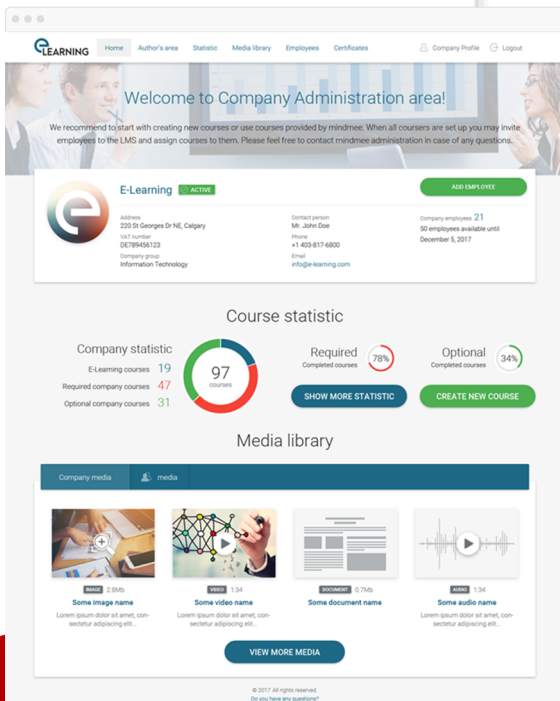 eLEARNING
Home Author's area Statistic Media library Employees Certificates Company Profile Logout
Welcome to Company Administration area!
We recommend to start with creating new courses or use courses provided by mindmee. When all coursers are set up you may invite
employees to the LMS and assign courses to them. Please feel free to contact mindmee administration in case of any questions.
e
E-Learning ACTIVE
ADD EMPLOYEE
Address
220 St Georges Dr NE, Calgary
VAT number
DE789456123
Company group
Information Technology
Contact person
Mr. John Doe
Phone
+1 403-817-6800
Email
info@e-learning.com
Company employees 21
50 employees available until
December 5, 2017
Course statistic
Company statistic
E-Learning courses 19
Required company courses 47
Optional company courses 31
97
courses
Required
Completed courses
78%
SHOW MORE STATISTIC
Optional
Completed courses
34%
CREATE NEW COURSE
Media library
Company media media
IMAGE 2.8Mb
Some image name
Lorem ipsum dolor sit amet, con-
sectetur adipiscing elit...
VIDEO 1:34
Some video name
Lorem ipsum dolor sit amet, con-
sectetur adipiscing elit...
DOCUMENT 0.7Mb
Some document name
AUDIO 1:34
Some audio name
Lorem ipsum dolor sit amet, con-
sectetur adipiscing elit...
VIEW MORE MEDIA
© 2017 All rights reserved.
Do you have any questions?